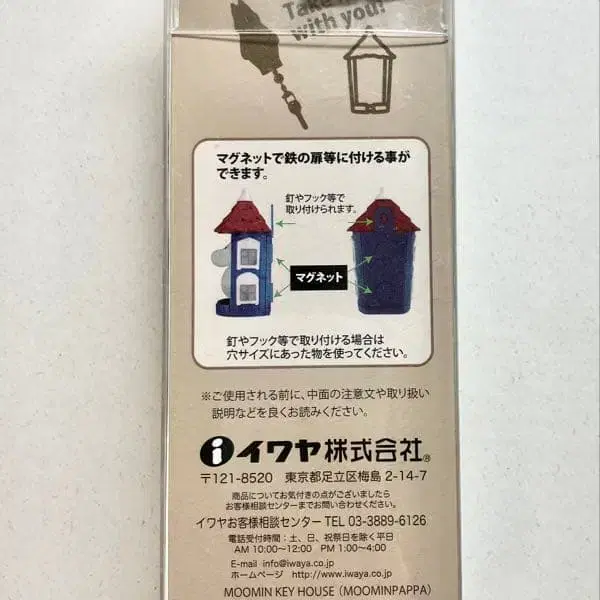 Take
with you!
マグネットで鉄の扉等に付ける事が
できます。
釘やフック等で
取り付けられます。
マグネット
釘やフック等で取り付ける場合は
穴サイズにあった物を使ってください。
※ご使用される前に、中面の注意文や取り扱い
説明などを良くお読みください。
iイワヤ株式会社®
〒121-8520 東京都足立区梅島 2-14-7
商品についてお気付きの点がございましたら
お客様相談センターまでお問い合わせください。
イワヤお客様相談センター TEL 03-3889-6126
電話受付時間：土、日、祝祭日を除く平日
AM 10:00～12:00 PM 1:00～4:00
E-mail info@iwaya.co.jp
ホームページ http://www.iwaya.co.jp
MOOMIN KEY HOUSE（MOOMINPAPPA）